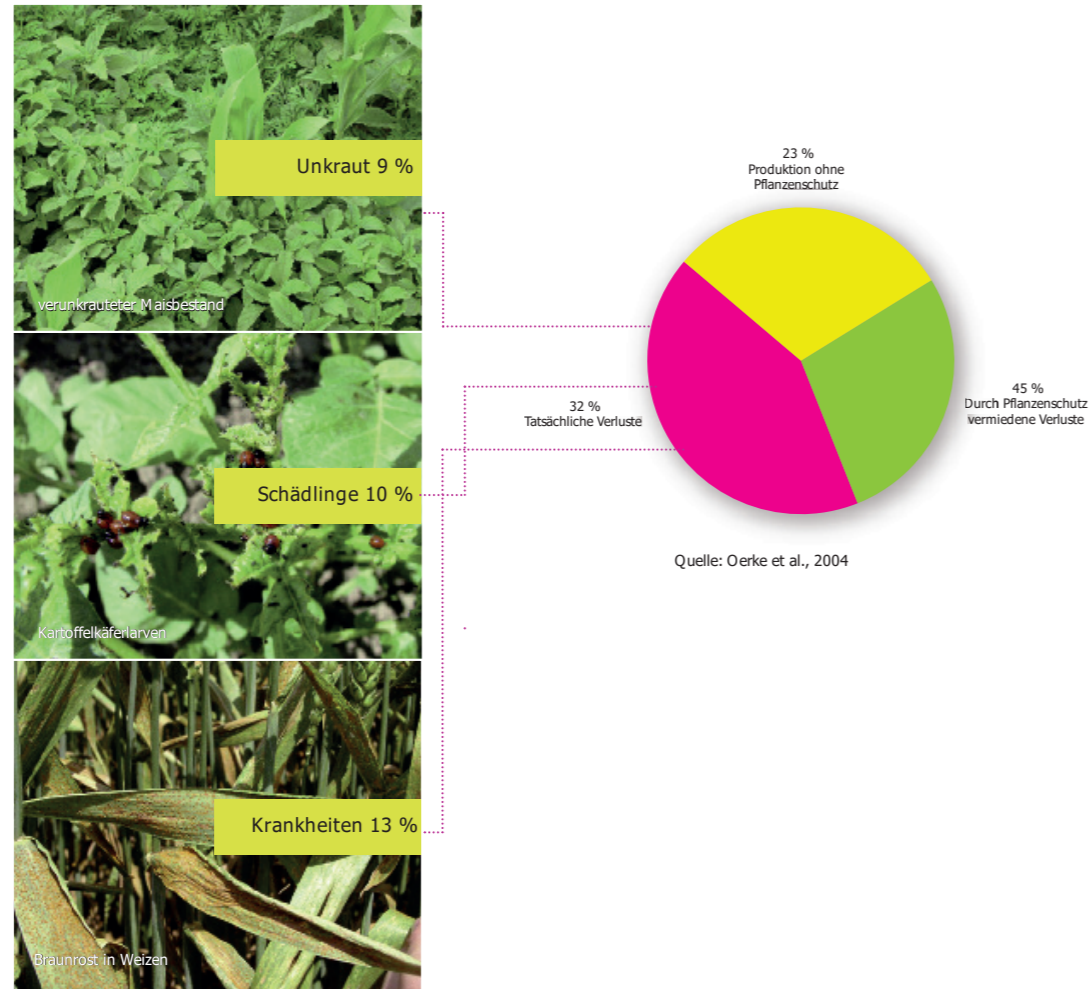 Unkraut 9 %
verunkrauteter Maisbestand
Schädlinge 10 %
Kartoffelkäferlarven
Krankheiten 13 %
Braunrost in Weizen
23 %
Produktion ohne
Pflanzenschutz
32 %
Tatsächliche Verluste
45 %
Durch Pflanzenschutz
vermiedene Verluste
Quelle: Oerke et al., 2004